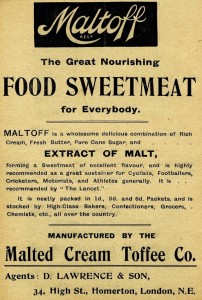 Maltoff
The Great Nourishing
FOOD SWEETMEAT
for Everybody.
MALTOFF is a wholesome delicious combination of Rich
Cream, Fresh Butter, Pure Cane Sugar, and
EXTRACT OF MALT,
forming a Sweetmeat of excellent flavour, and is highly
recommended as a great sustainer for Cyclists, Footballers,
Cricketers, Motorists, and Athletes generally. It is
recommended by "The Lancet."
It is neatly packed in 1d, 3d, and 6d, Packets, and is
stocked by High-Class Bakers, Confectioners, Grocers,
Chemists, etc., all over the country.
MANUFACTURED BY THE
Malted Cream Toffee Co.
Agents: D. LAWRENCE & SON,
34, High St., Homerton, London, N.E.